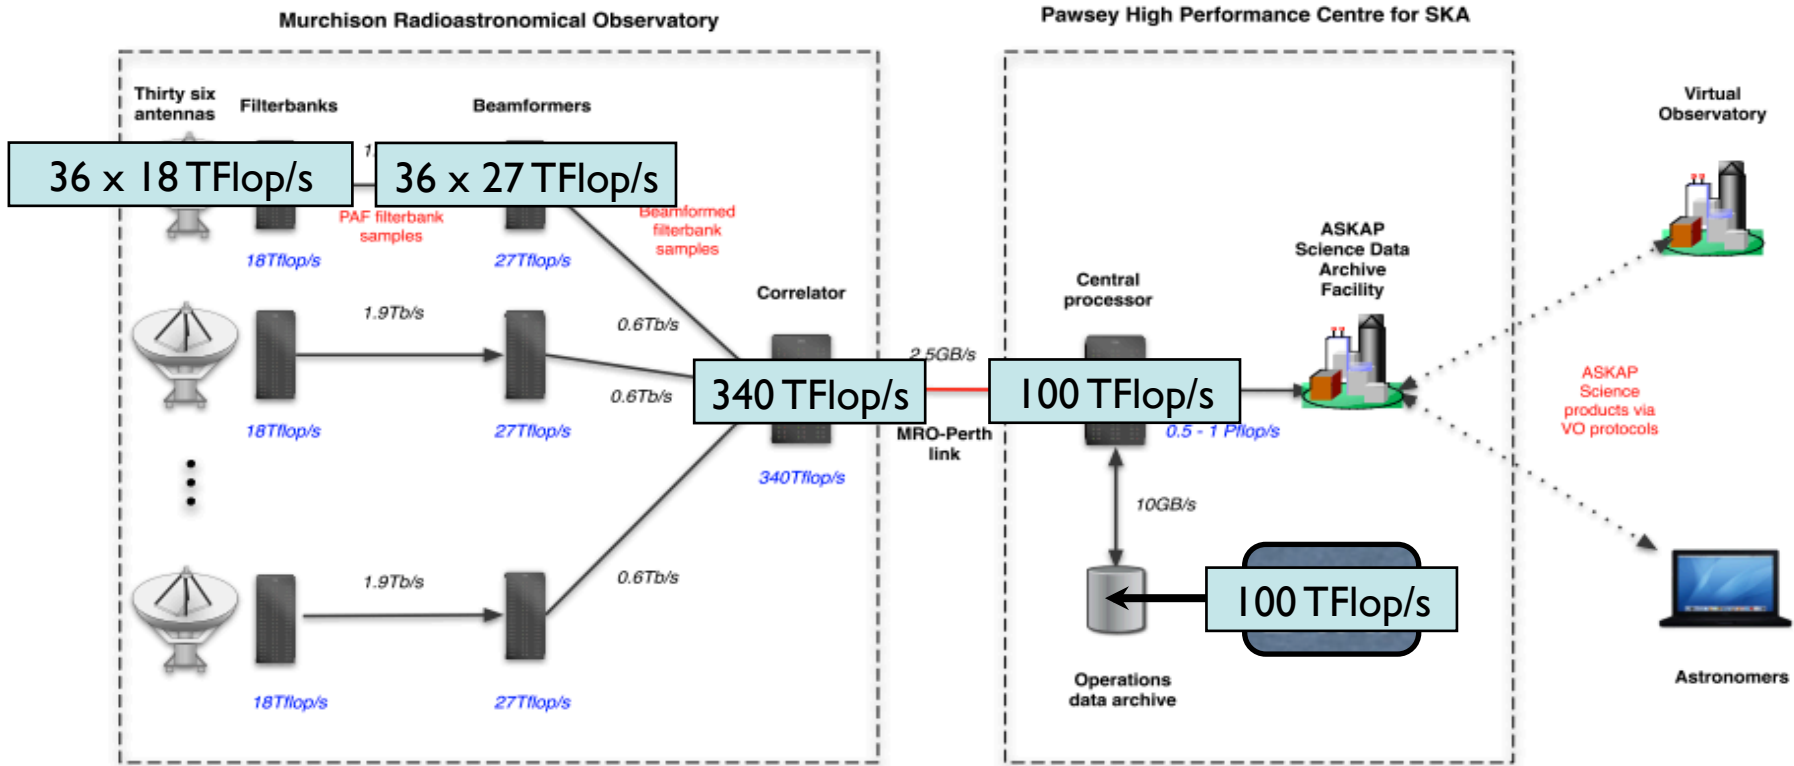 Murchison Radioastronomical Observatory
Pawsey High Performance Centre for SKA
Thirty six
antennas
Filterbanks
Beamformers
36 x 18 TFlop/s
36 x 27 TFlop/s
PAF filterbank
samples
Beamformed
filterbank
samples
18Tflop/s
27Tflop/s
1.9Tb/s
0.6Tb/s
0.6Tb/s
18Tflop/s
27Tflop/s
Correlator
340 TFlop/s
340Tflop/s
1.9Tb/s
0.6Tb/s
18Tflop/s
27Tflop/s
2.5GB/s
MRO-Perth
link
Central
processor
100 TFlop/s
0.5 - 1 Pflop/s
10GB/s
100 TFlop/s
Operations
data archive
ASKAP
Science Data
Archive
Facility
Virtual
Observatory
ASKAP
Science
products via
VO protocols
Astronomers